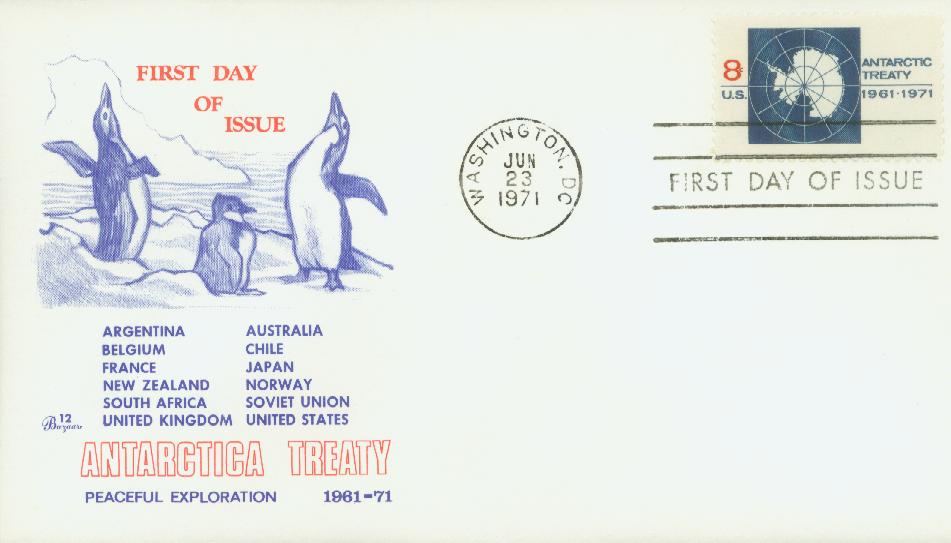 FIRST DAY
OF
ISSUE
ARGENTINA AUSTRALIA
BELGIUM CHILE
FRANCE JAPAN
NEW ZEALAND NORWAY
SOUTH AFRICA SOVIET UNION
UNITED KINGDOM UNITED STATES
12
Bazaar
ANTARCTICA TREATY
PEACEFUL EXPLORATION 1961-71
WASHINGTON, DC
JUN
23
1971
8¢
U.S.
ANTARCTIC
TREATY
1961·1971
FIRST DAY OF ISSUE